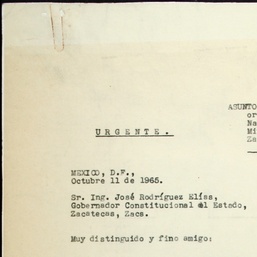 ASUNTO
or
Na
Mi
Za
URGENTE.
MEXICO, D.F.,
Octubre 11 de 1965.
Sr. Ing. José Rodríguez Elías,
Gobernador Constitucional del Estado,
Zacatecas, Zacs.
Muy distinguido y fino amigo: